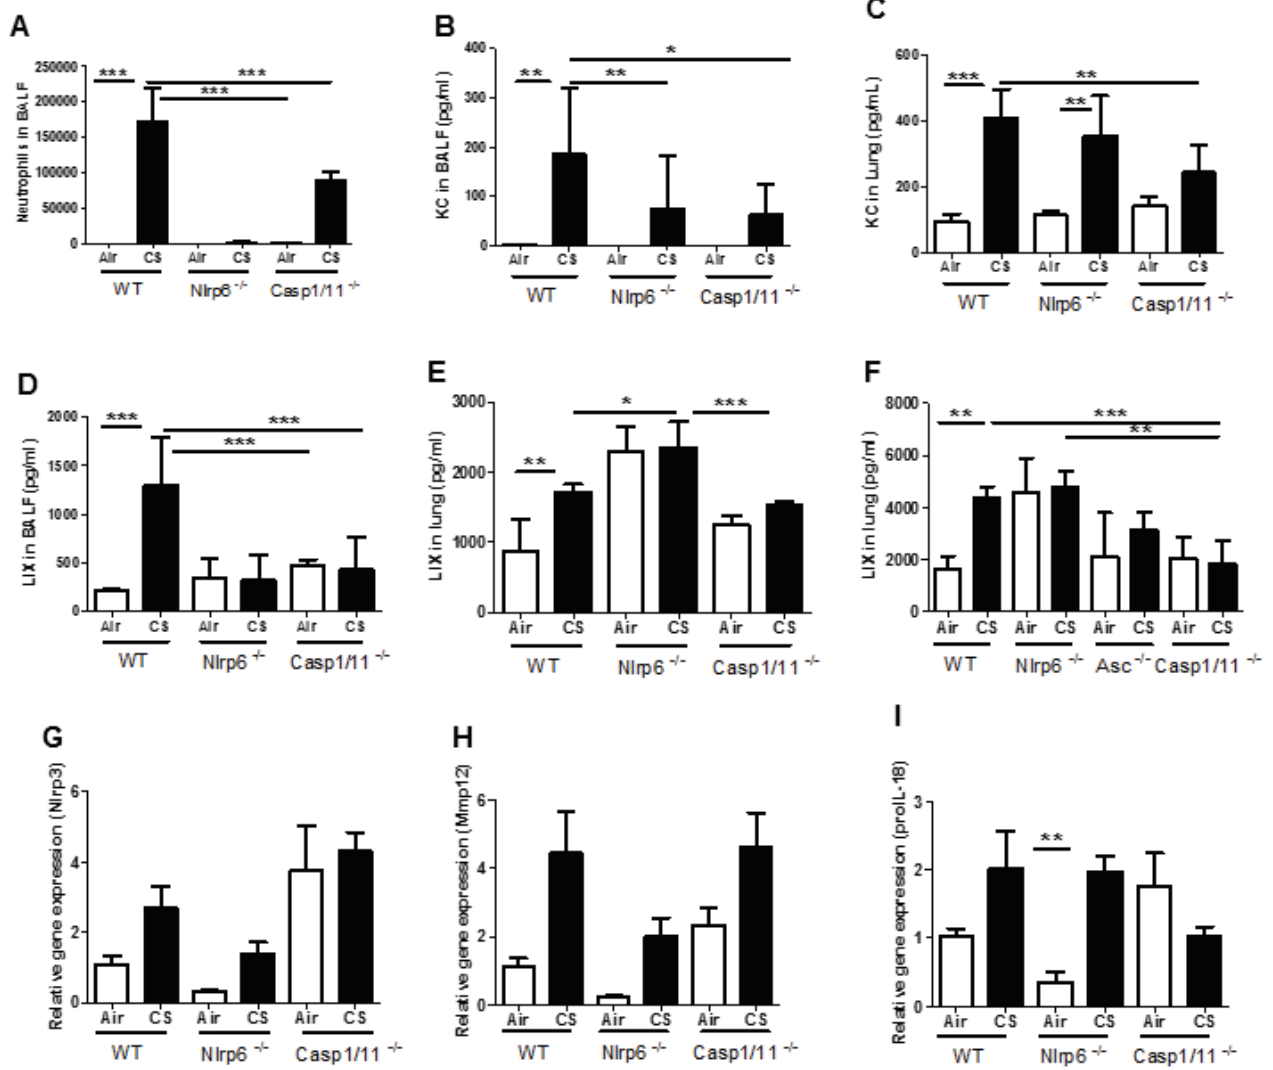 A
Neutrophils in BALF
250000
200000
150000
100000
50000
0
***
***
***
Air CS Air CS Air CS
WT Nlrp6 -/- Casp1/11 -/-
B
KC in BALF (pg/ml)
400
300
200
100
0
*
**
**
Air CS Air CS Air CS
WT Nlrp6 -/- Casp1/11 -/-
C
KC in Lung (pg/mL)
600
400
200
0
***
**
**
Air CS Air CS Air CS
WT Nlrp6 -/- Casp1/11 -/-
D
LIX in BALF (pg/ml)
2000
1500
1000
500
0
***
***
***
Air CS Air CS Air CS
WT Nlrp6 -/- Casp1/11 -/-
E
LIX in lung (pg/ml)
3000
2000
1000
0
*
***
**
Air CS Air CS Air CS
WT Nlrp6 -/- Casp1/11 -/-
F
LIX in lung (pg/ml)
8000
6000
4000
2000
0
**
***
**
Air CS Air CS Air CS Air CS
WT Nlrp6 -/- Asc -/- Casp1/11 -/-
G
Relative gene expression (Nlrp3)
6
4
2
0
Air CS Air CS Air CS
WT Nlrp6 -/- Casp1/11 -/-
H
Relative gene expression (Mmp12)
6
4
2
0
Air CS Air CS Air CS
WT Nlrp6 -/- Casp1/11 -/-
I
Relative gene expression (proIL-18)
3
2
1
0
**
Air CS Air CS Air CS
WT Nlrp6 -/- Casp1/11 -/-